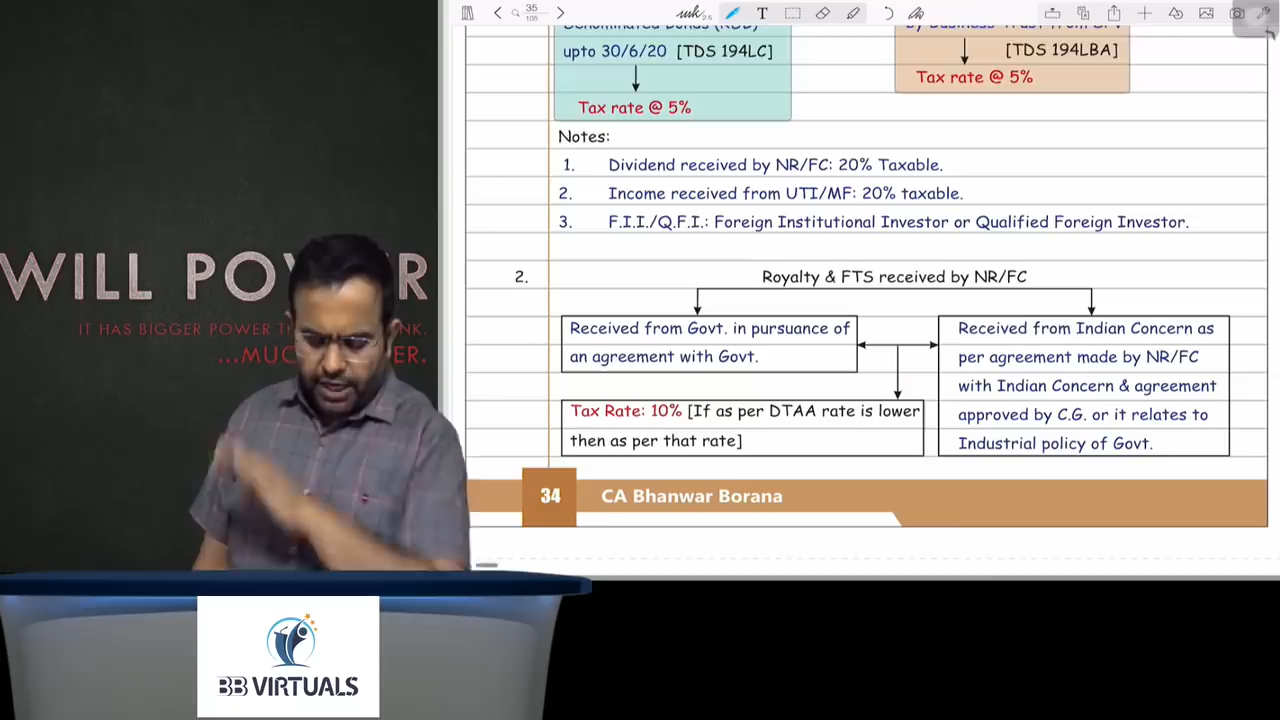 35
105
T
upto 30/6/20 [TDS 194LC]
Tax rate @ 5%
[TDS 194LBA]
Tax rate @ 5%
Notes:
1. Dividend received by NR/FC: 20% Taxable.
2. Income received from UTI/MF: 20% taxable.
3. F.I.I./Q.F.I.: Foreign Institutional Investor or Qualified Foreign Investor.
2. Royalty & FTS received by NR/FC
Received from Govt. in pursuance of
an agreement with Govt.
Tax Rate: 10% [If as per DTAA rate is lower
then as per that rate]
Received from Indian Concern as
per agreement made by NR/FC
with Indian Concern & agreement
approved by C.G. or it relates to
Industrial policy of Govt.
34 CA Bhanwar Borana
WILL PO R
IT HAS BIGGER POWER
...MUC ER.
BB VIRTUALS